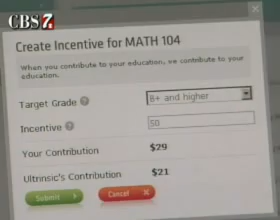 CBS 7.
Create Incentive for MATH 104
When you contribute to your education, we contribute to your
education.
Target Grade ?
B+ and higher
Incentive ?
50
Your Contribution $29
Ultrinsic's Contribution $21
Submit
Cancel X